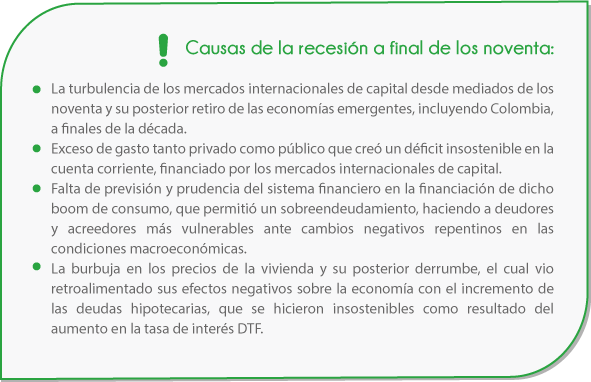 ! Causas de la recesión a final de los noventa:
● La turbulencia de los mercados internacionales de capital desde mediados de los
noventa y su posterior retiro de las economías emergentes, incluyendo Colombia,
a finales de la década.
● Exceso de gasto tanto privado como público que creó un déficit insostenible en la
cuenta corriente, financiado por los mercados internacionales de capital.
● Falta de previsión y prudencia del sistema financiero en la financiación de dicho
boom de consumo, que permitió un sobreendeudamiento, haciendo a deudores
y acreedores más vulnerables ante cambios negativos repentinos en las
condiciones macroeconómicas.
● La burbuja en los precios de la vivienda y su posterior derrumbe, el cual vio
retroalimentado sus efectos negativos sobre la economía con el incremento de
las deudas hipotecarias, que se hicieron insostenibles como resultado del
aumento en la tasa de interés DTF.